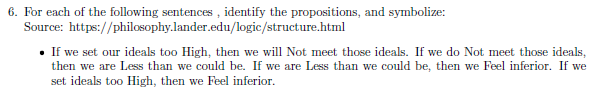 6. For each of the following sentences , identify the propositions, and symbolize:
Source: https://philosophy.lander.edu/logic/structure.html
• If we set our ideals too High, then we will Not meet those ideals. If we do Not meet those ideals,
then we are Less than we could be. If we are Less than we could be, then we Feel inferior. If we
set ideals too High, then we Feel inferior.